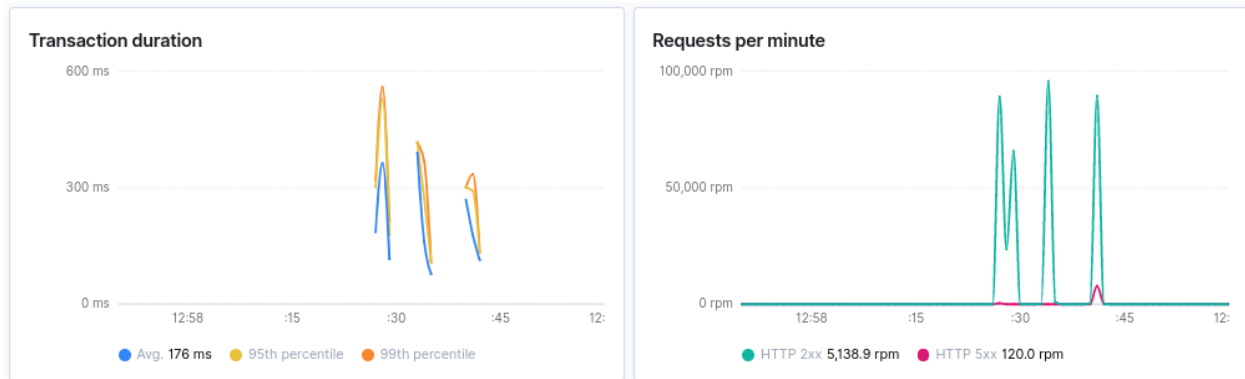 Transaction duration
600 ms
300 ms
0 ms
12:58 :15 :30 :45 12:
Avg. 176 ms 95th percentile 99th percentile
Requests per minute
100,000 rpm
50,000 rpm
0 rpm
12:58 :15 :30 :45 12:
HTTP 2xx 5,138.9 rpm HTTP 5xx 120.0 rpm